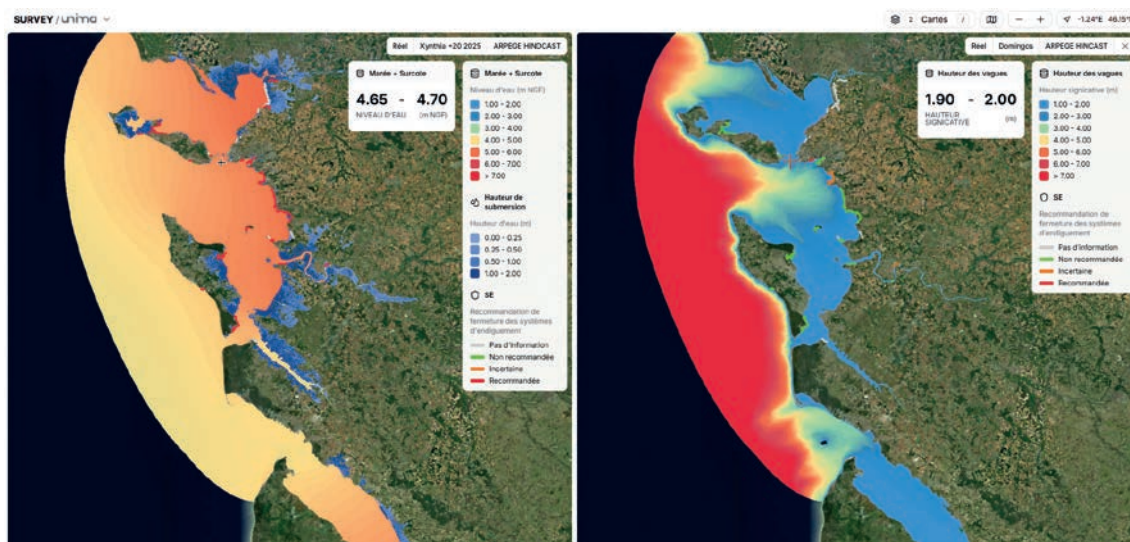 SURVEY / unima
2 Cartes /
-1.24°E 46.15°
Réel Xynthia +20 2025 ARPEGE HINDCAST
Marée + Surcote
4.65 - 4.70
NIVEAU D'EAU (m NGF)
Marée + Surcote
Niveau d'eau (m NGF)
1.00 - 2.00
2.00 - 3.00
3.00 - 4.00
4.00 - 5.00
5.00 - 6.00
6.00 - 7.00
> 7.00
Hauteur de
submersion
Hauteur d'eau (m)
0.00 - 0.25
0.25 - 0.50
0.50 - 1.00
1.00 - 2.00
SE
Recommandation de
fermeture des systèmes
d'endiguement
Pas d'information
Non recommandée
Incertaine
Recommandée
Réel Domingos ARPEGE HINCAST
Hauteur des vagues
1.90 - 2.00
HAUTEUR
SIGNICATIVE (m)
Hauteur des vagues
Hauteur signicative (m)
1.00 - 2.00
2.00 - 3.00
3.00 - 4.00
4.00 - 5.00
5.00 - 6.00
6.00 - 7.00
> 7.00
SE
Recommandation de
fermeture des systèmes
d'endiguement
Pas d'information
Non recommandée
Incertaine
Recommandée